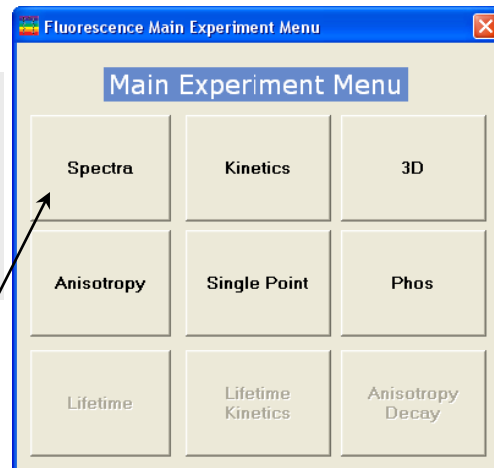 Fluorescence Main Experiment Menu
Main Experiment Menu
Spectra
Kinetics
3D
Anisotropy
Single Point
Phos
Lifetime
Lifetime
Kinetics
Anisotropy
Decay